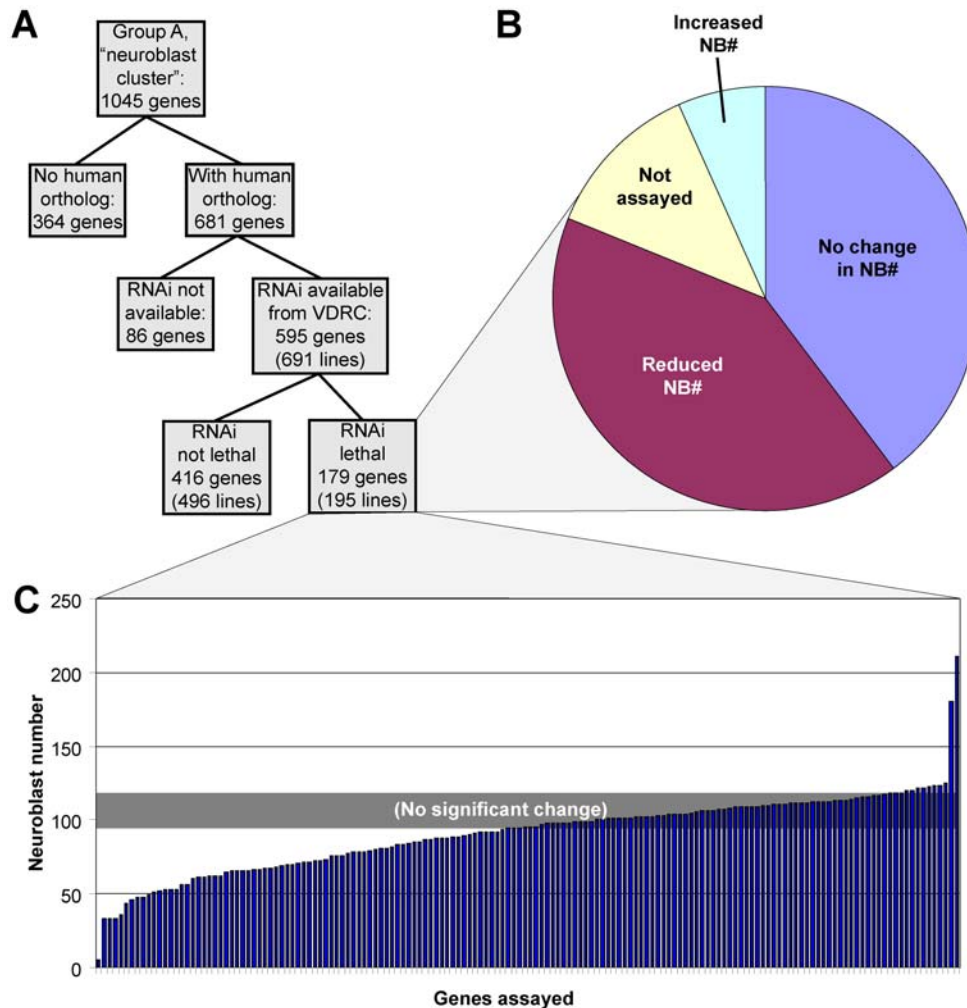 A
Group A,
“neuroblast
cluster”:
1045 genes
No human
ortholog:
364 genes
With human
ortholog:
681 genes
RNAi not
available:
86 genes
RNAi available
from VDRC:
595 genes
(691 lines)
RNAi
not lethal
416 genes
(496 lines)
RNAi
lethal
179 genes
(195 lines)
B
Increased
NB#
Not
assayed
No change
in NB#
Reduced
NB#
C
Neuroblast number
250
200
150
100
50
0
(No significant change)
Genes assayed